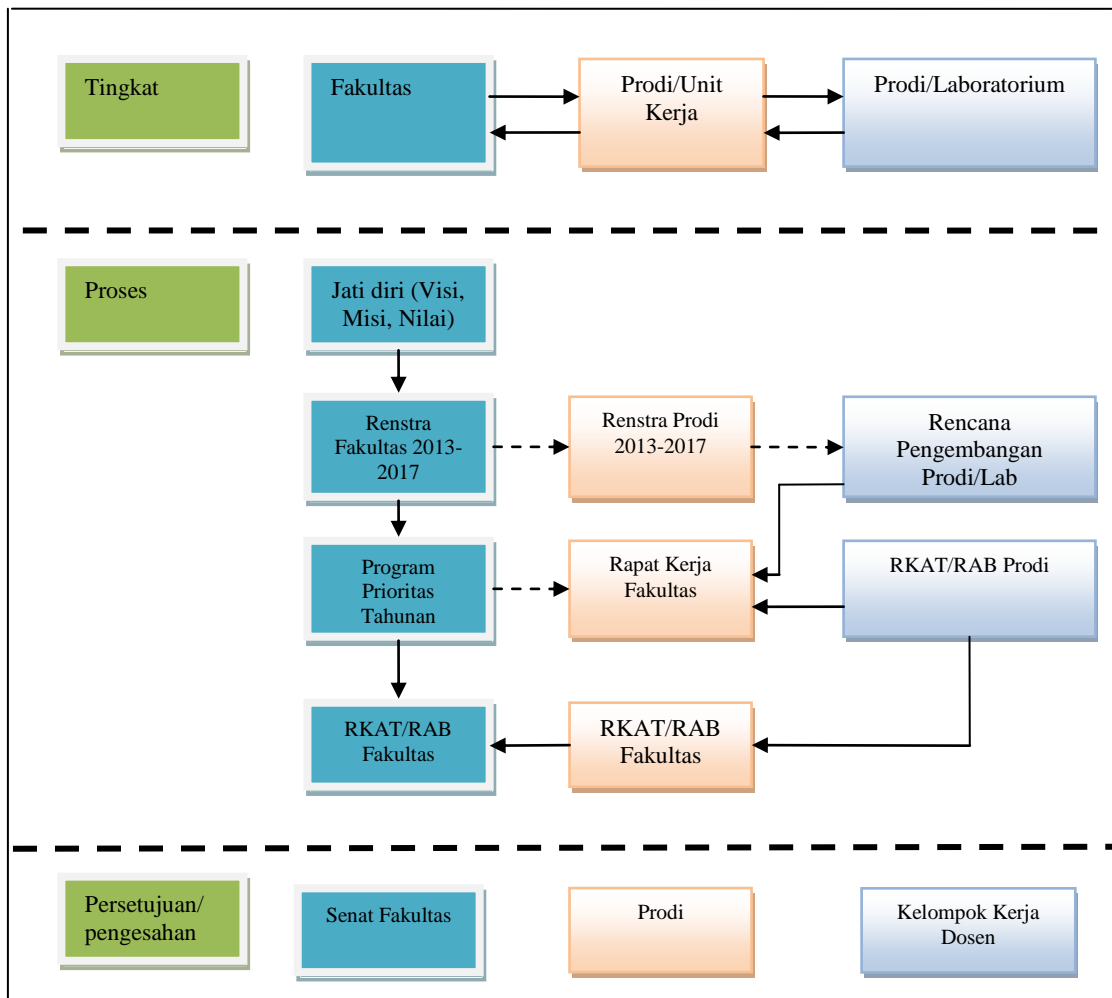 Tingkat
Fakultas
Prodi/Unit
Kerja
Prodi/Laboratorium
Proses
Jati diri (Visi,
Misi, Nilai)
Renstra
Fakultas 2013-
2017
Renstra Prodi
2013-2017
Rencana
Pengembangan
Prodi/Lab
Program
Prioritas
Tahunan
Rapat Kerja
Fakultas
RKAT/RAB Prodi
RKAT/RAB
Fakultas
RKAT/RAB
Fakultas
Persetujuan/
pengesahan
Senat Fakultas
Prodi
Kelompok Kerja
Dosen